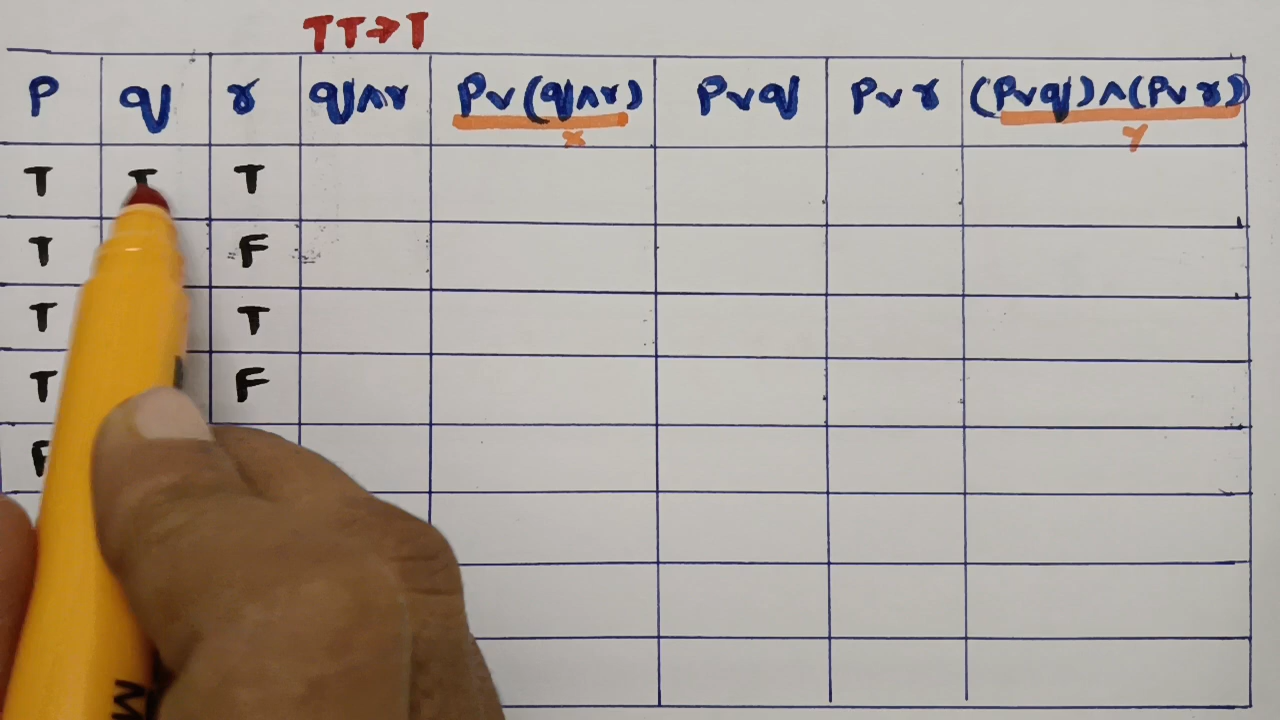 TT→T
P q r q∧r P∨(q∧r) P∨q P∨r (P∨q)∧(P∨r)
x y
T T T
T F
T T
T F
F
M